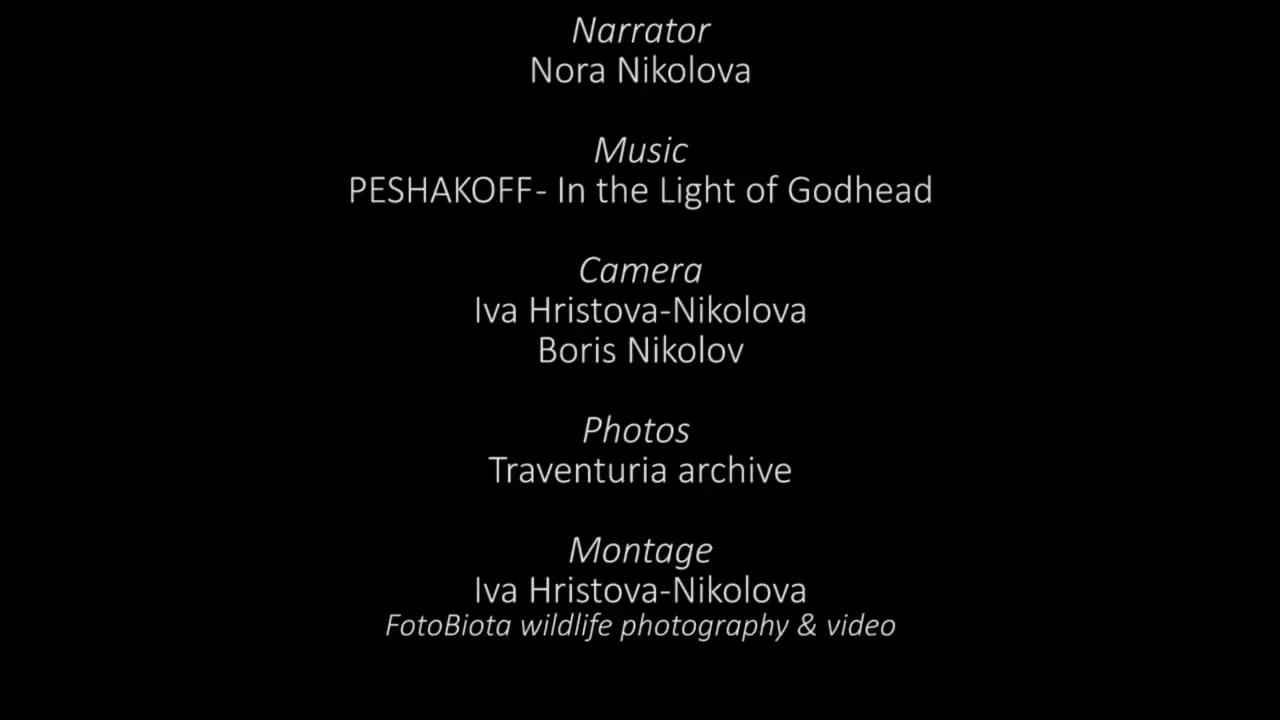 Narrator
Nora Nikolova
Music
PESHAKOFF- In the Light of Godhead
Camera
Iva Hristova-Nikolova
Boris Nikolov
Photos
Traventuria archive
Montage
Iva Hristova-Nikolova
FotoBiota wildlife photography & video